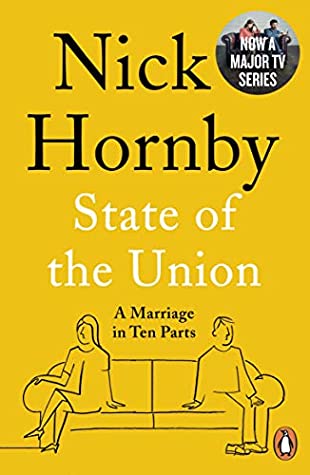 Nick
NOW A
MAJOR TV
SERIES
Hornby
State of
the Union
A Marriage
in Ten Parts